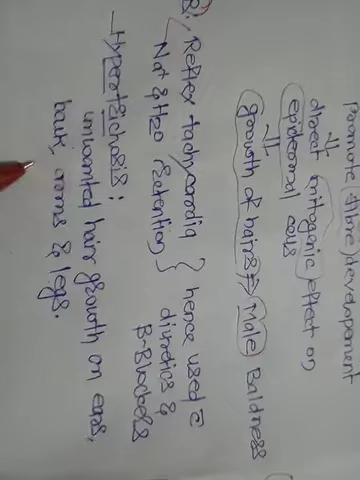 promote (shore) development
direct mitogenic effect on
epidermal cells
growth of hairs ⇒ Male Baldness
S:
Reflex tachycardia } hence used c̄
Na+ & H2O retention } diuretics &
β-Blockers
- Hypertrichosis :
unwanted hair growth on ears,
back, arms & legs.